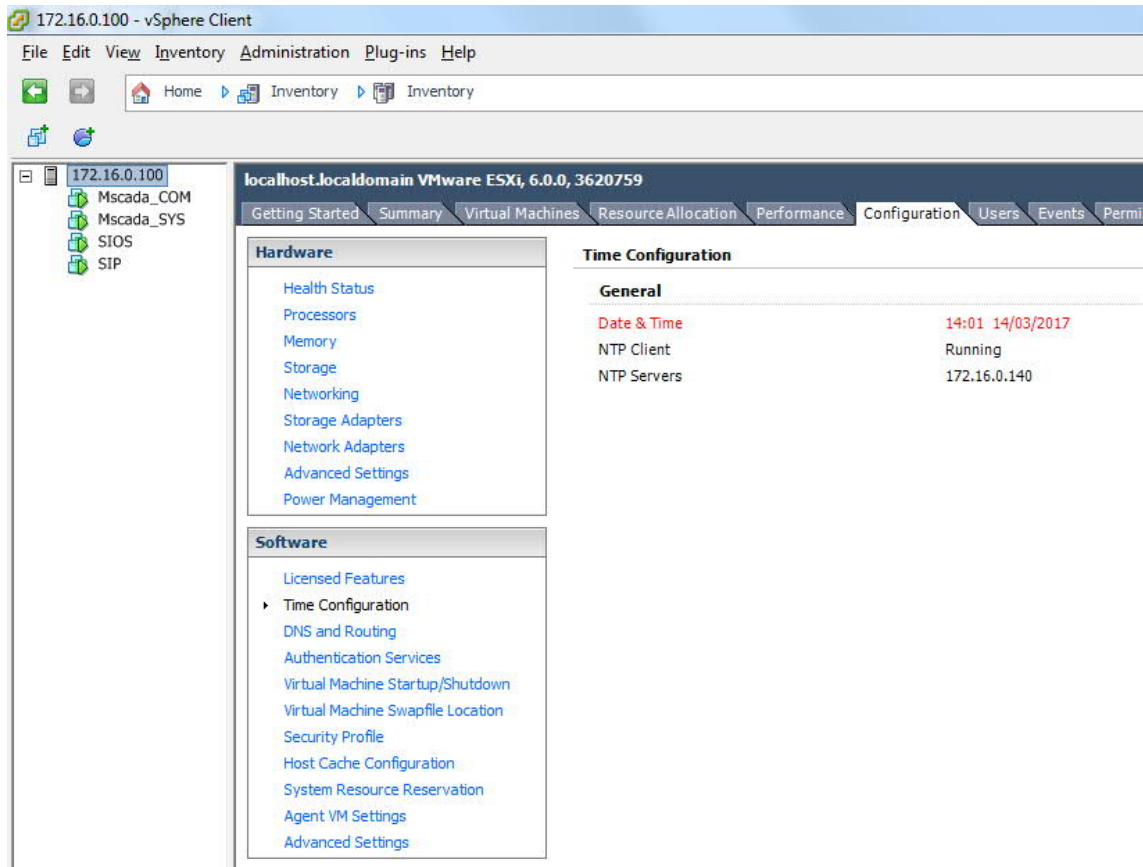 172.16.0.100 - vSphere Client
File Edit View Inventory Administration Plug-ins Help
Home Inventory Inventory
172.16.0.100
Mscada_COM
Mscada_SYS
SIOS
SIP
localhost.localdomain VMware ESXi, 6.0.0, 3620759
Getting Started Summary Virtual Machines Resource Allocation Performance Configuration Users Events Permi
Hardware
Health Status
Processors
Memory
Storage
Networking
Storage Adapters
Network Adapters
Advanced Settings
Power Management
Software
Licensed Features
Time Configuration
DNS and Routing
Authentication Services
Virtual Machine Startup/Shutdown
Virtual Machine Swapfile Location
Security Profile
Host Cache Configuration
System Resource Reservation
Agent VM Settings
Advanced Settings
Time Configuration
General
Date & Time 14:01 14/03/2017
NTP Client Running
NTP Servers 172.16.0.140